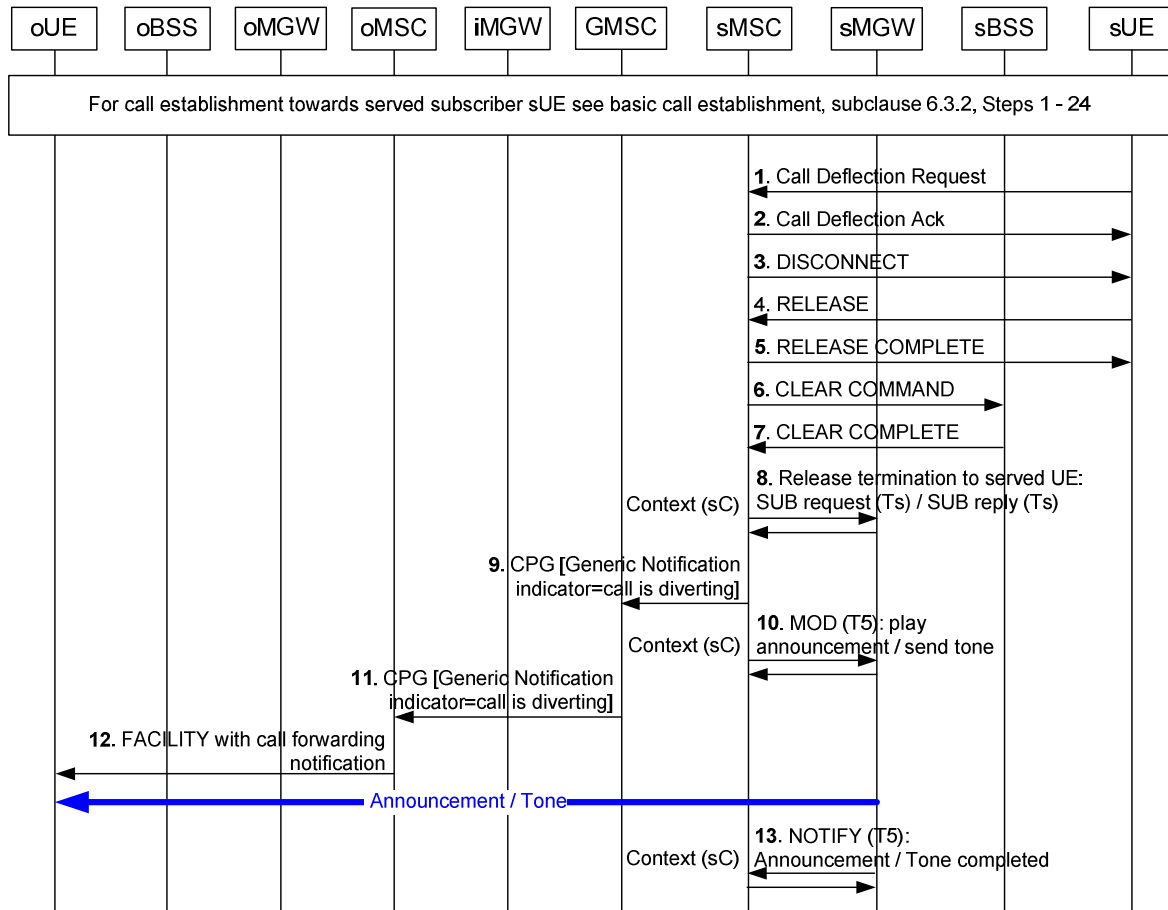 oUE oBSS oMGW oMSC iMGW GMSC sMSC sMGW sBSS sUE
For call establishment towards served subscriber sUE see basic call establishment, subclause 6.3.2, Steps 1 - 24
1. Call Deflection Request
2. Call Deflection Ack
3. DISCONNECT
4. RELEASE
5. RELEASE COMPLETE
6. CLEAR COMMAND
7. CLEAR COMPLETE
8. Release termination to served UE:
Context (sC) SUB request (Ts) / SUB reply (Ts)
9. CPG [Generic Notification
indicator=call is diverting]
10. MOD (T5): play
Context (sC) announcement / send tone
11. CPG [Generic Notification
indicator=call is diverting]
12. FACILITY with call forwarding
notification
Announcement / Tone
13. NOTIFY (T5):
Context (sC) Announcement / Tone completed